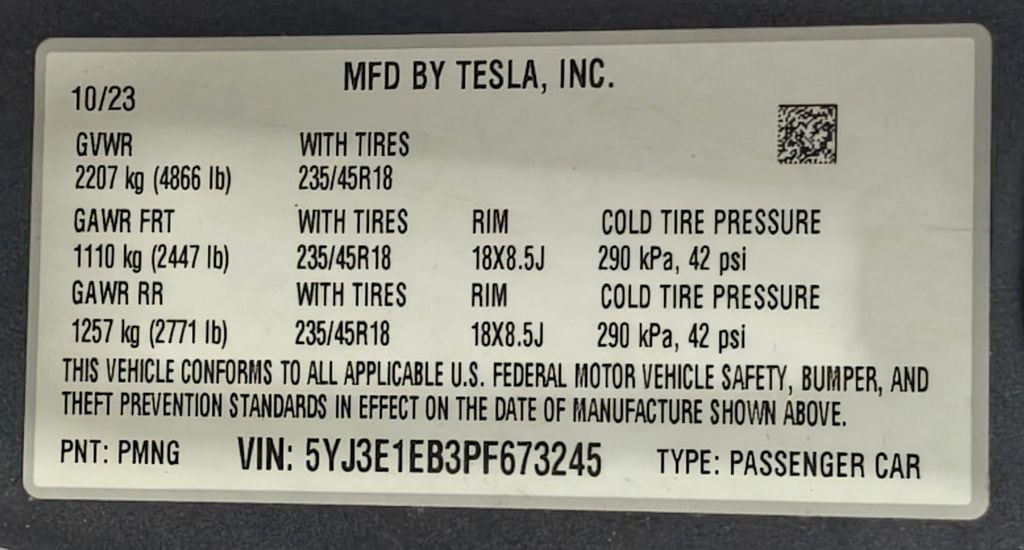 MFD BY TESLA, INC.
10/23
GVWR WITH TIRES
2207 kg (4866 lb) 235/45R18
GAWR FRT WITH TIRES RIM COLD TIRE PRESSURE
1110 kg (2447 lb) 235/45R18 18X8.5J 290 kPa, 42 psi
GAWR RR WITH TIRES RIM COLD TIRE PRESSURE
1257 kg (2771 lb) 235/45R18 18X8.5J 290 kPa, 42 psi
THIS VEHICLE CONFORMS TO ALL APPLICABLE U.S. FEDERAL MOTOR VEHICLE SAFETY, BUMPER, AND
THEFT PREVENTION STANDARDS IN EFFECT ON THE DATE OF MANUFACTURE SHOWN ABOVE.
PNT: PMNG VIN: 5YJ3E1EB3PF673245 TYPE: PASSENGER CAR